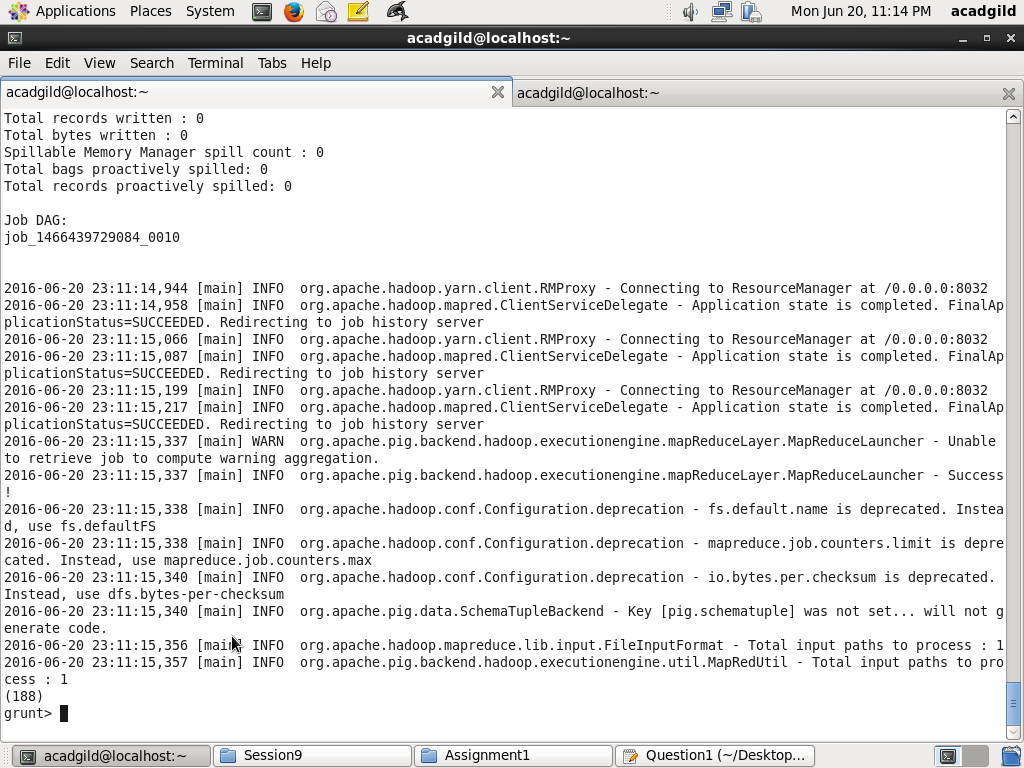 Applications Places System Mon Jun 20, 11:14 PM acadgild
acadgild@localhost:~
File Edit View Search Terminal Tabs Help
acadgild@localhost:~ acadgild@localhost:~
Total records written : 0
Total bytes written : 0
Spillable Memory Manager spill count : 0
Total bags proactively spilled: 0
Total records proactively spilled: 0
Job DAG:
job_1466439729084_0010
2016-06-20 23:11:14,944 [main] INFO  org.apache.hadoop.yarn.client.RMProxy - Connecting to ResourceManager at /0.0.0.0:8032
2016-06-20 23:11:14,958 [main] INFO  org.apache.hadoop.mapred.ClientServiceDelegate - Application state is completed. FinalAp
plicationStatus=SUCCEEDED. Redirecting to job history server
2016-06-20 23:11:15,066 [main] INFO  org.apache.hadoop.yarn.client.RMProxy - Connecting to ResourceManager at /0.0.0.0:8032
2016-06-20 23:11:15,087 [main] INFO  org.apache.hadoop.mapred.ClientServiceDelegate - Application state is completed. FinalAp
plicationStatus=SUCCEEDED. Redirecting to job history server
2016-06-20 23:11:15,199 [main] INFO  org.apache.hadoop.yarn.client.RMProxy - Connecting to ResourceManager at /0.0.0.0:8032
2016-06-20 23:11:15,217 [main] INFO  org.apache.hadoop.mapred.ClientServiceDelegate - Application state is completed. FinalAp
plicationStatus=SUCCEEDED. Redirecting to job history server
2016-06-20 23:11:15,337 [main] WARN  org.apache.pig.backend.hadoop.executionengine.mapReduceLayer.MapReduceLauncher - Unable
to retrieve job to compute warning aggregation.
2016-06-20 23:11:15,337 [main] INFO  org.apache.pig.backend.hadoop.executionengine.mapReduceLayer.MapReduceLauncher - Success
!
2016-06-20 23:11:15,338 [main] INFO  org.apache.hadoop.conf.Configuration.deprecation - fs.default.name is deprecated. Instea
d, use fs.defaultFS
2016-06-20 23:11:15,338 [main] INFO  org.apache.hadoop.conf.Configuration.deprecation - mapreduce.job.counters.limit is depre
cated. Instead, use mapreduce.job.counters.max
2016-06-20 23:11:15,340 [main] INFO  org.apache.hadoop.conf.Configuration.deprecation - io.bytes.per.checksum is deprecated.
Instead, use dfs.bytes-per-checksum
2016-06-20 23:11:15,340 [main] INFO  org.apache.pig.data.SchemaTupleBackend - Key [pig.schematuple] was not set... will not g
enerate code.
2016-06-20 23:11:15,356 [main] INFO  org.apache.hadoop.mapreduce.lib.input.FileInputFormat - Total input paths to process : 1
2016-06-20 23:11:15,357 [main] INFO  org.apache.pig.backend.hadoop.executionengine.util.MapRedUtil - Total input paths to pro
cess : 1
(188)
grunt>
acadgild@localhost:~ Session9 Assignment1 Question1 (~/Desktop...